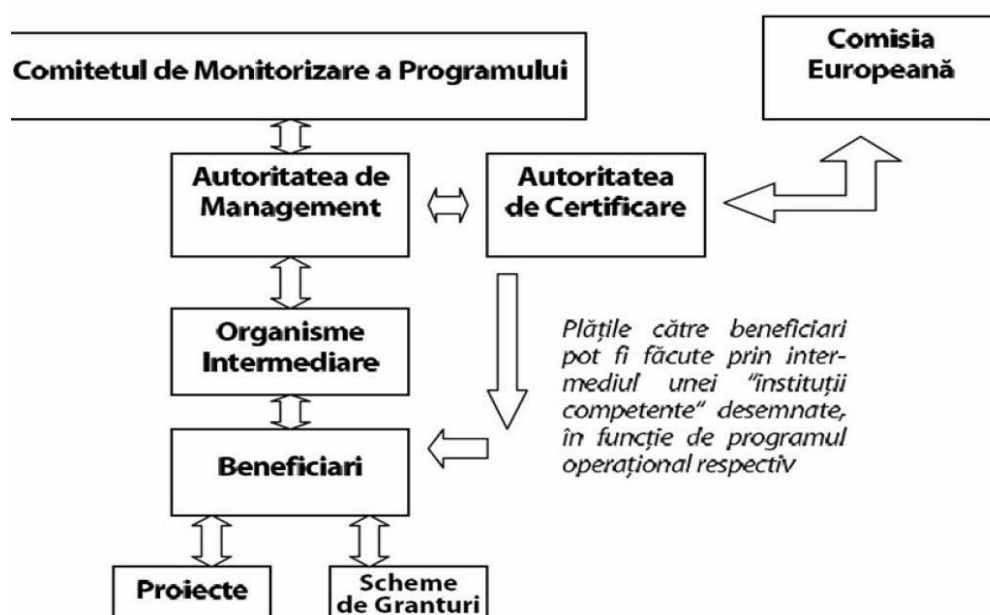 Comitetul de Monitorizare a Programului
Comisia
Europeană
Autoritatea de
Management
Autoritatea
de Certificare
Organisme
Intermediare
Plățile către beneficiari
pot fi făcute prin inter-
mediul unei "instituții
competente" desemnate,
în funcție de programul
operațional respectiv
Beneficiari
Proiecte
Scheme
de Granturi